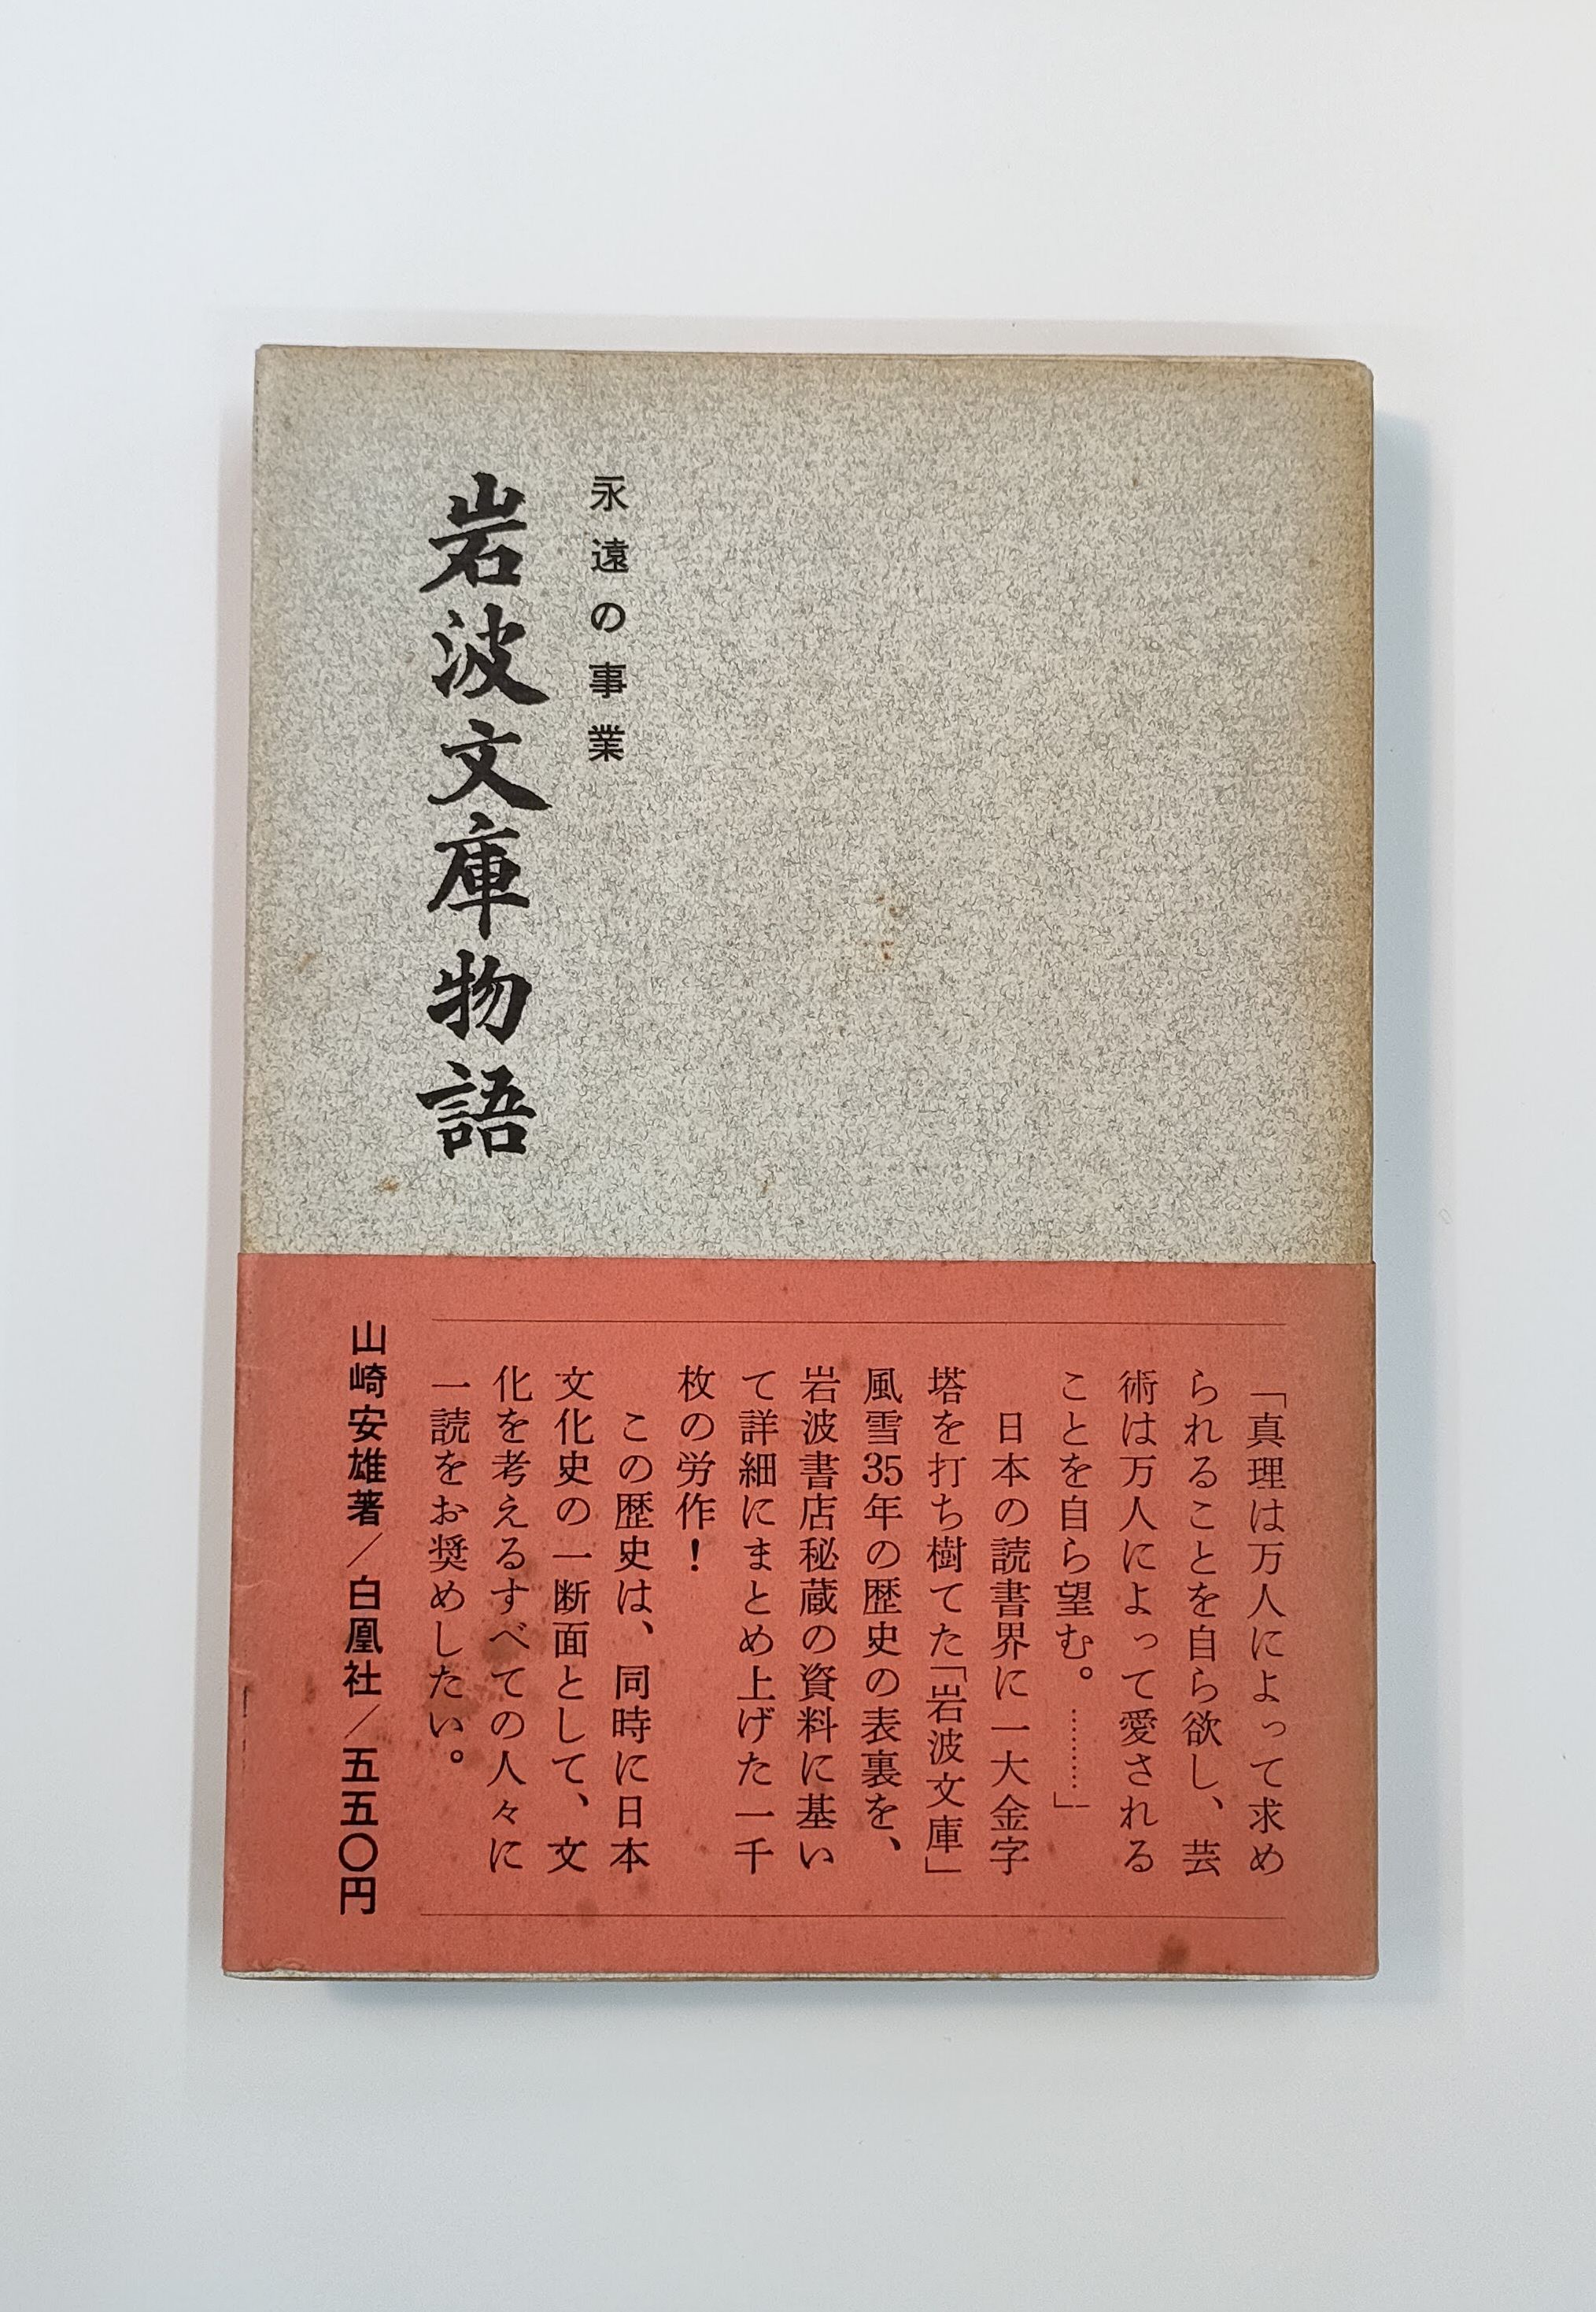 永遠の事業
岩波文庫物語
「真理は万人によって求め
られることを自ら欲し、芸
術は万人によって愛される
ことを自ら望む。………」
日本の読書界に一大金字
塔を打ち樹てた「岩波文庫」
風雪35年の歴史の表裏を、
岩波書店秘蔵の資料に基い
て詳細にまとめ上げた一千
枚の労作！
この歴史は、同時に日本
文化史の一断面として、文
化を考えるすべての人々に
一読をお奨めしたい。
山崎安雄著／白凰社／五五〇円